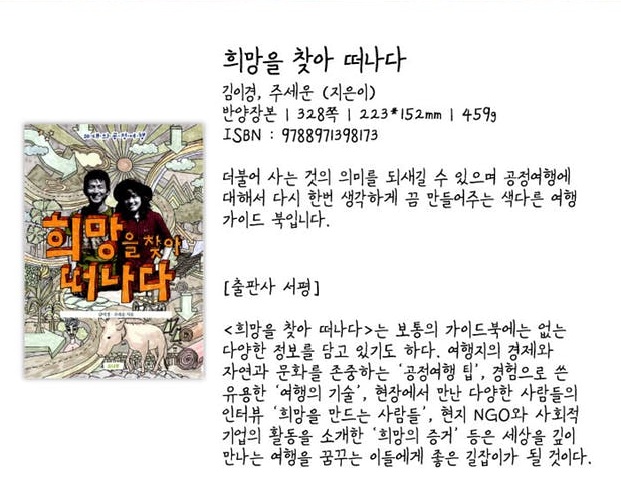 희망을 찾아 떠나다
김이경, 주세운 (지은이)
반양장본 | 328쪽 | 223*152mm | 459g
ISBN : 9788971398173
더불어 사는 것의 의미를 되새길 수 있으며 공정여행에
대해서 다시 한번 생각하게 끔 만들어주는 색다른 여행
가이드 북입니다.
[출판사 서평]
<희망을 찾아 떠나다>는 보통의 가이드북에는 없는
다양한 정보를 담고 있기도 하다. 여행지의 경제와
자연과 문화를 존중하는 '공정여행 팁', 경험으로 쓴
유용한 '여행의 기술', 현장에서 만난 다양한 사람들의
인터뷰 '희망을 만드는 사람들', 현지 NGO와 사회적
기업의 활동을 소개한 '희망의 증거' 등은 세상을 깊이
만나는 여행을 꿈꾸는 이들에게 좋은 길잡이가 될 것이다.
희망을 찾아
떠나다
김이경 주세운 지음